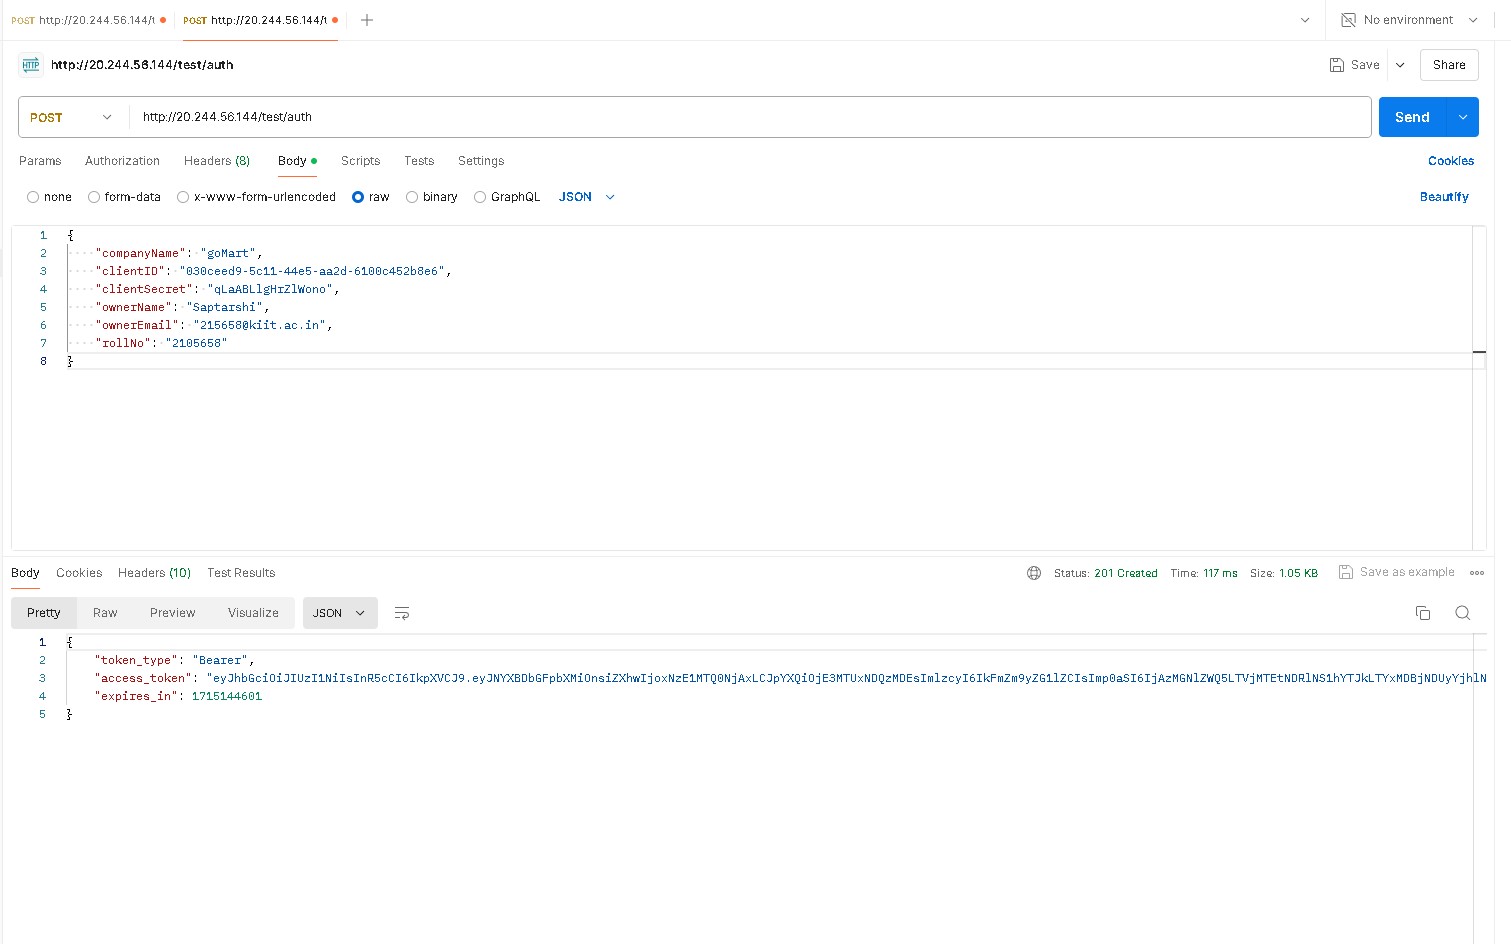 POST http://20.244.56.144/t POST http://20.244.56.144/t No environment
HTTP http://20.244.56.144/test/auth Save Share
POST http://20.244.56.144/test/auth Send
Params Authorization Headers (8) Body Scripts Tests Settings Cookies
none form-data x-www-form-urlencoded raw binary GraphQL JSON Beautify
1 {
2 "companyName": "goMart",
3 "clientID": "030ceed9-5c11-44e5-aa2d-6100c452b8e6",
4 "clientSecret": "qLaABLlgHrZlWono",
5 "ownerName": "Saptarshi",
6 "ownerEmail": "215658@kiit.ac.in",
7 "rollNo": "2105658"
8 }
Body Cookies Headers (10) Test Results Status: 201 Created Time: 117 ms Size: 1.05 KB Save as example
Pretty Raw Preview Visualize JSON
1 {
2 "token_type": "Bearer",
3 "access_token": "eyJhbGciOiJIUzI1NiIsInR5cCI6IkpXVCJ9.eyJNYXBDbGFpbXMiOnsiZXhwIjoxNzE1MTQ0NjAxLCJpYXQiOjE3MTUxNDQzMDEsImlzcyI6IkFmZm9yZG1lZCIsImp0aSI6IjAzMGNlZWQ5LTVjMTEtNDRlNS1hYTJkLTYxMDBjNDUyYjhlN
4 "expires_in": 1715144601
5 }